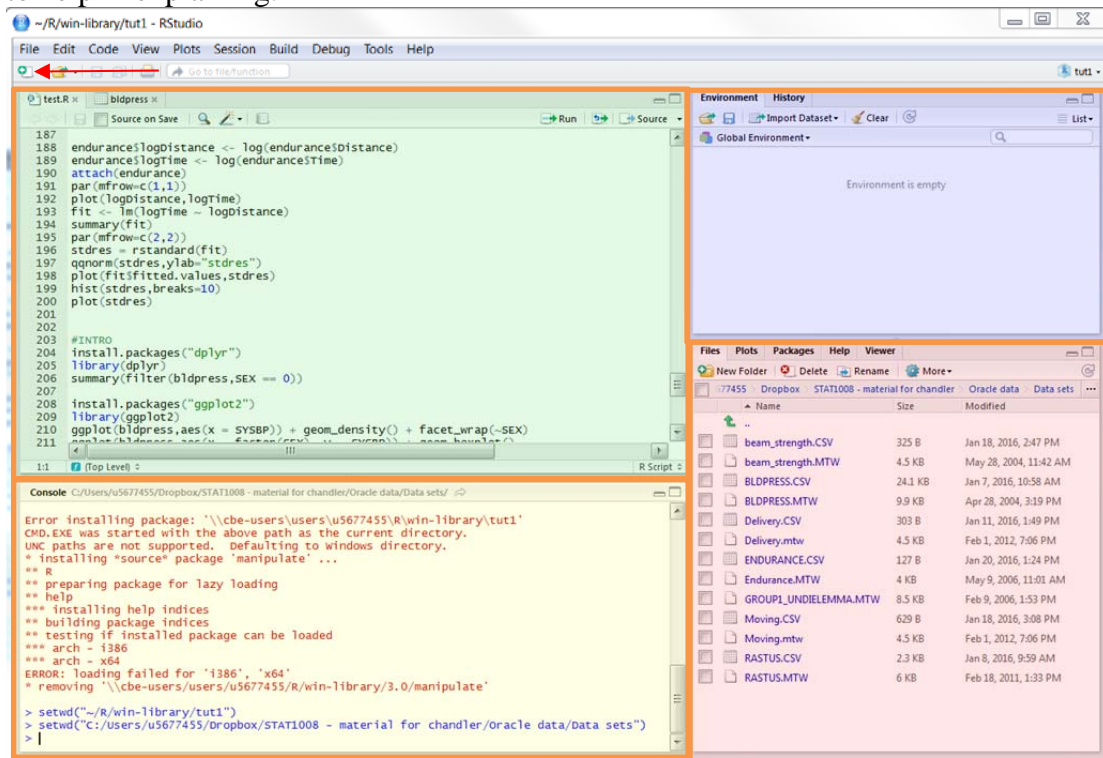 ~/R/win-library/tut1 - RStudio
File Edit Code View Plots Session Build Debug Tools Help
Go to file/function
tut1
test.R bldpress
Source on Save Run Source
187
188 endurance$logDistance <- log(endurance$Distance)
189 endurance$logTime <- log(endurance$Time)
190 attach(endurance)
191 par(mfrow=c(1,1))
192 plot(logDistance,logTime)
193 fit <- lm(logTime ~ logDistance)
194 summary(fit)
195 par(mfrow=c(2,2))
196 stdres = rstandard(fit)
197 qqnorm(stdres,ylab="stdres")
198 plot(fit$fitted.values,stdres)
199 hist(stdres,breaks=10)
200 plot(stdres)
201
202
203 #INTRO
204 install.packages("dplyr")
205 library(dplyr)
206 summary(filter(bldpress,SEX == 0))
207
208 install.packages("ggplot2")
209 library(ggplot2)
210 ggplot(bldpress,aes(x = SYSBP)) + geom_density() + facet_wrap(~SEX)
211
1:1 (Top Level) R Script
Console C:/Users/u5677455/Dropbox/STAT1008 - material for chandler/Oracle data/Data sets/
Error installing package: '\\cbe-users\users\u5677455\R\win-library\tut1'
CMD.EXE was started with the above path as the current directory.
UNC paths are not supported. Defaulting to Windows directory.
* installing *source* package 'manipulate' ...
** R
** preparing package for lazy loading
** help
*** installing help indices
** building package indices
** testing if installed package can be loaded
*** arch - i386
*** arch - x64
ERROR: loading failed for 'i386', 'x64'
* removing '\\cbe-users/users/u5677455/R/win-library/3.0/manipulate'
> setwd("~/R/win-library/tut1")
> setwd("C:/Users/u5677455/Dropbox/STAT1008 - material for chandler/Oracle data/Data sets")
>
Environment History
Import Dataset Clear List
Global Environment
Environment is empty
Files Plots Packages Help Viewer
New Folder Delete Rename More
77455 Dropbox STAT1008 - material for chandler Oracle data Data sets ...
Name Size Modified
..
beam_strength.CSV 325 B Jan 18, 2016, 2:47 PM
beam_strength.MTW 4.5 KB May 28, 2004, 11:42 AM
BLDPRESS.CSV 24.1 KB Jan 7, 2016, 10:58 AM
BLDPRESS.MTW 9.9 KB Apr 28, 2004, 3:19 PM
Delivery.CSV 303 B Jan 11, 2016, 1:49 PM
Delivery.mtw 4.5 KB Feb 1, 2012, 7:06 PM
ENDURANCE.CSV 127 B Jan 20, 2016, 1:24 PM
Endurance.MTW 4 KB May 9, 2006, 11:01 AM
GROUP1_UNDIELEMMA.MTW 8.5 KB Feb 9, 2006, 1:53 PM
Moving.CSV 629 B Jan 18, 2016, 3:08 PM
Moving.mtw 4.5 KB Feb 1, 2012, 7:06 PM
RASTUS.CSV 2.3 KB Jan 8, 2016, 9:59 AM
RASTUS.MTW 6 KB Feb 18, 2011, 1:33 PM